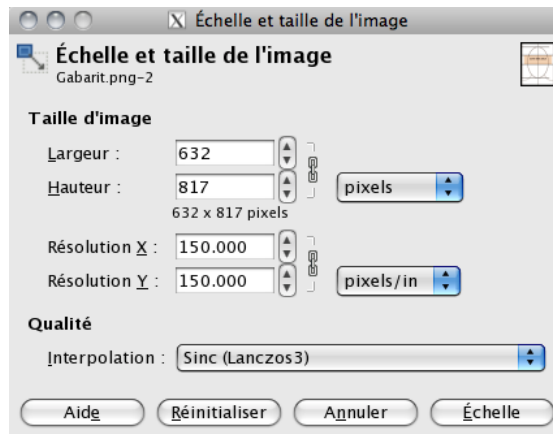 Échelle et taille de l'image
Échelle et taille de l'image
Gabarit.png-2
Taille d'image
Largeur : 632
Hauteur : 817 pixels
632 x 817 pixels
Résolution X : 150.000
Résolution Y : 150.000 pixels/in
Qualité
Interpolation : Sinc (Lanczos3)
Aide Réinitialiser Annuler Échelle